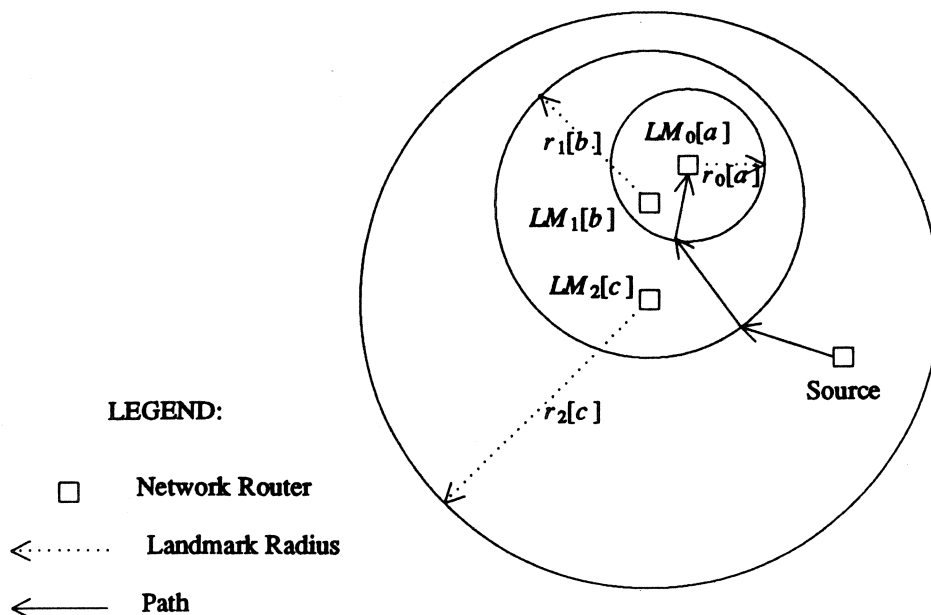 LM₀[a]
r₁[b]
r₀[a]
LM₁[b]
LM₂[c]
Source
r₂[c]
LEGEND:
Network Router
Landmark Radius
Path